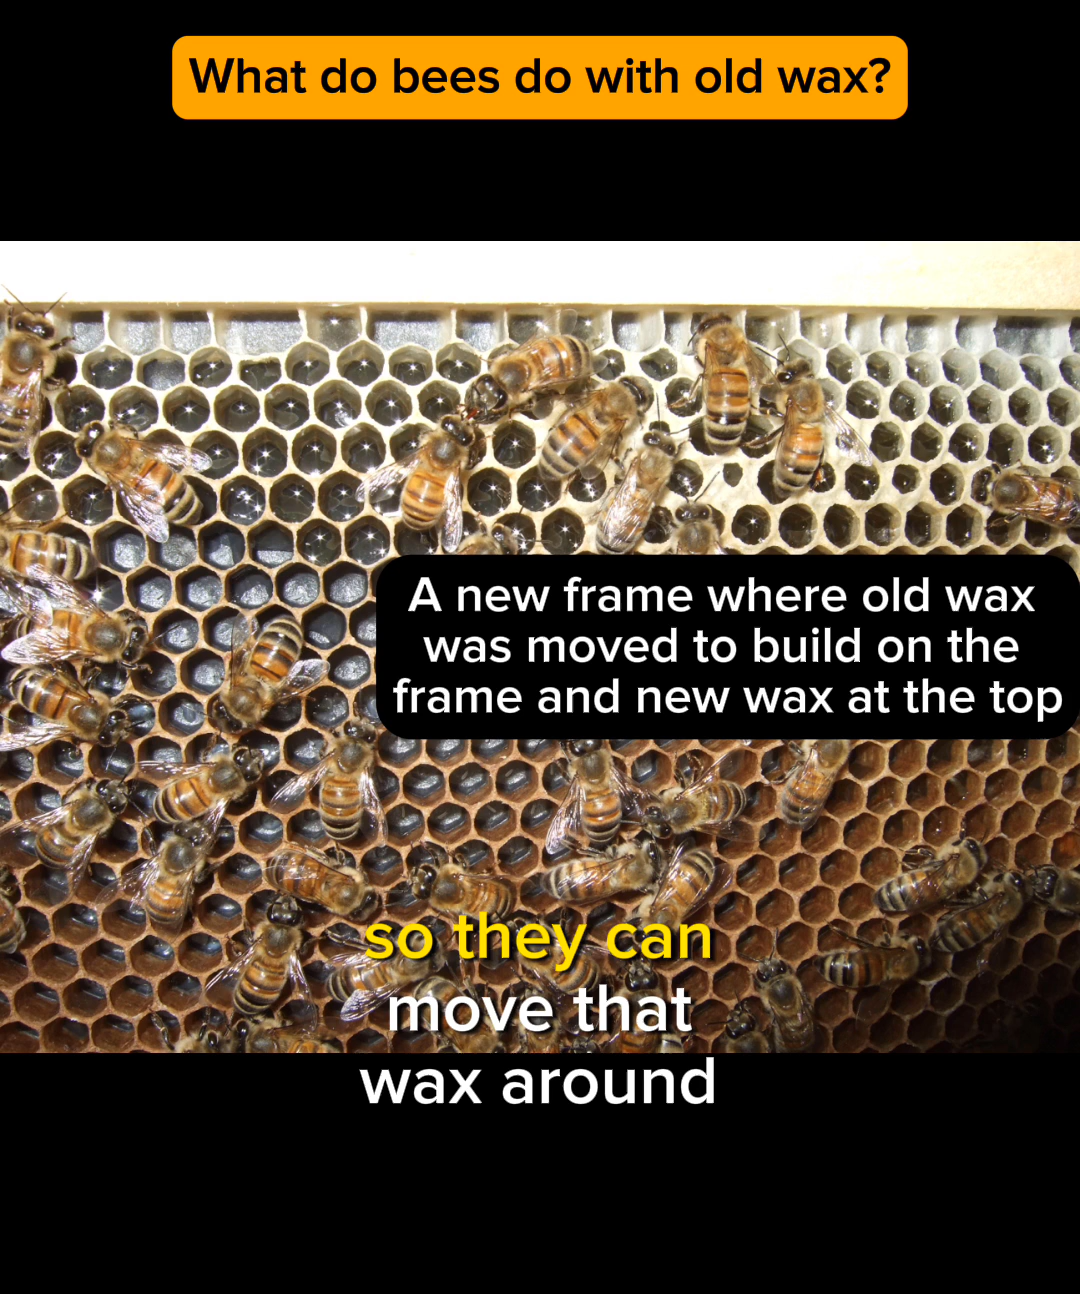 What do bees do with old wax?
A new frame where old wax
was moved to build on the
frame and new wax at the top
so they can
move that
wax around